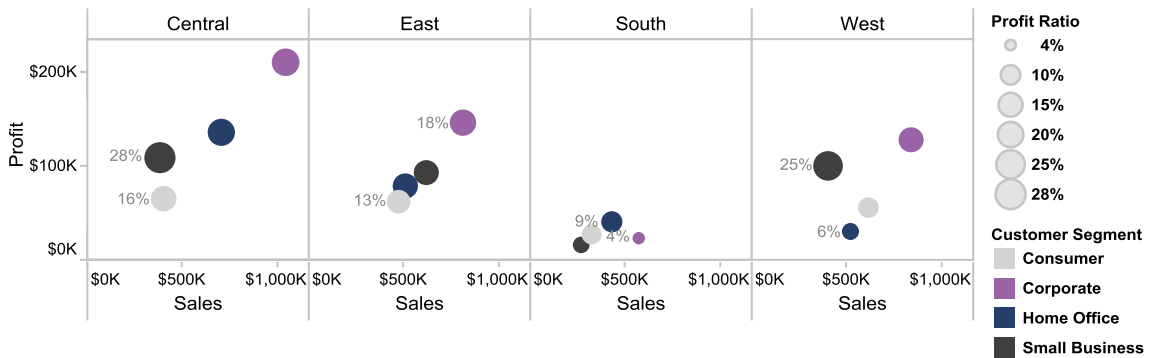 Central East South West
Profit
$200K
$100K
$0K
28%
16%
18%
13%
9%
4%
25%
6%
$0K $500K $1,000K $0K $500K $1,000K $0K $500K $1,000K $0K $500K $1,000K
Sales Sales Sales Sales
Profit Ratio
4%
10%
15%
20%
25%
28%
Customer Segment
Consumer
Corporate
Home Office
Small Business